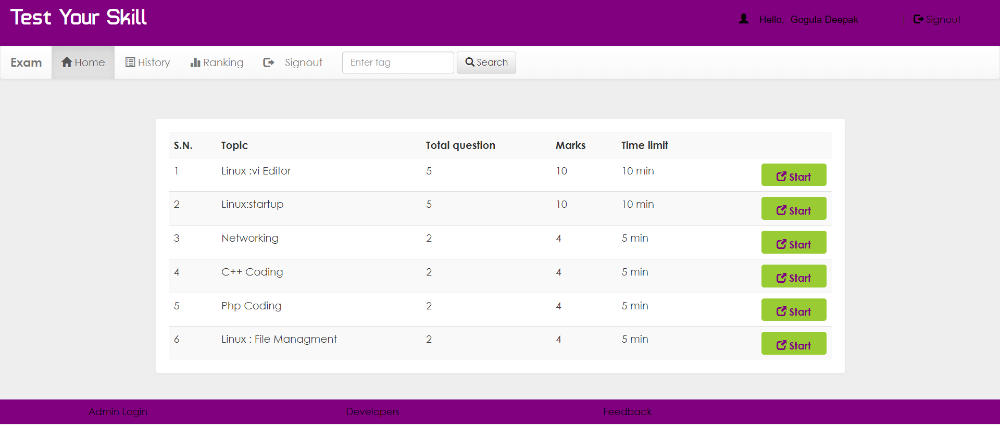 Test Your Skill
Hello, Gogula Deepak | Signout
Exam Home History Ranking Signout Enter tag Search
S.N. Topic Total question Marks Time limit
1 Linux :vi Editor 5 10 10 min Start
2 Linux:startup 5 10 10 min Start
3 Networking 2 4 5 min Start
4 C++ Coding 2 4 5 min Start
5 Php Coding 2 4 5 min Start
6 Linux : File Managment 2 4 5 min Start
Admin Login Developers Feedback